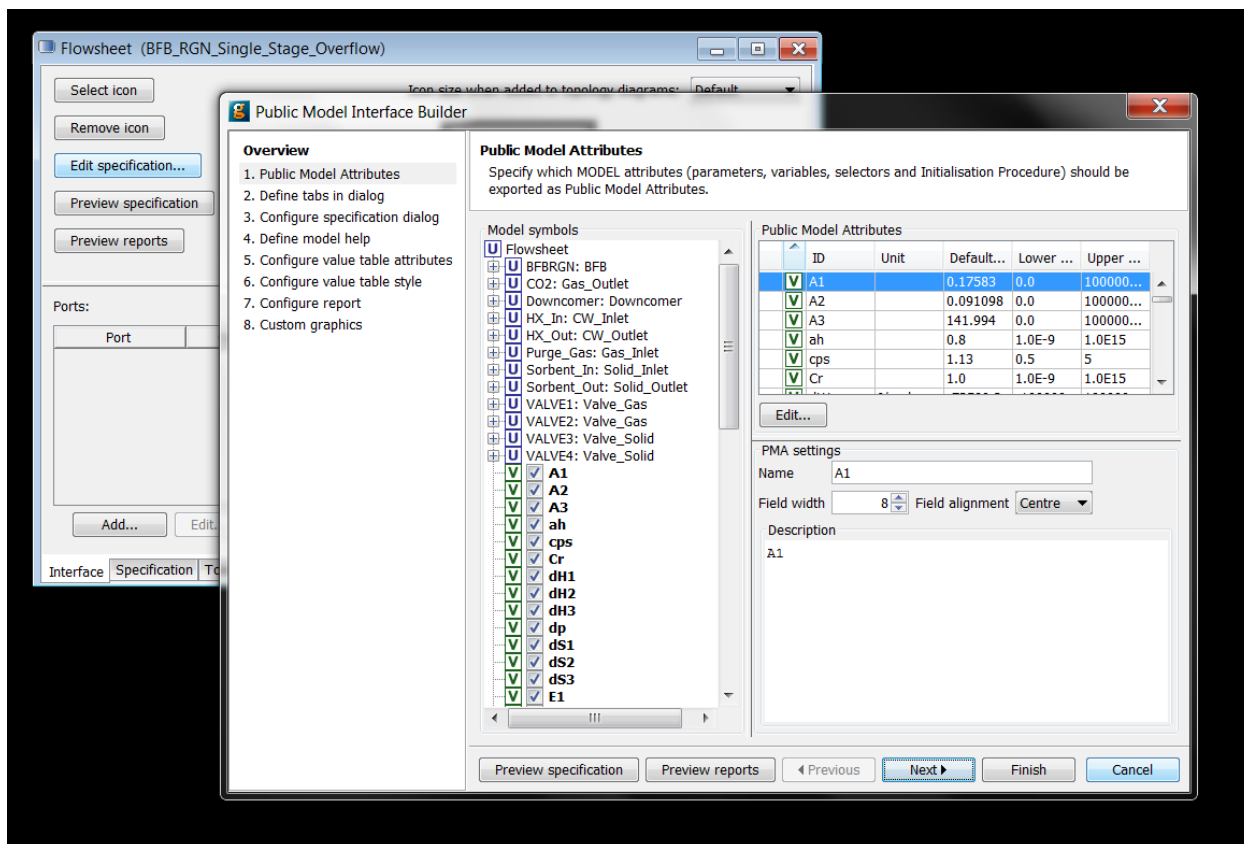 Flowsheet (BFB_RGN_Single_Stage_Overflow)
Select icon
Icon size when added to topology diagrams: Default
Remove icon
Edit specification...
Preview specification
Preview reports
Ports:
Port
Add...
Edit.
Interface Specification
Public Model Interface Builder
Overview
1. Public Model Attributes
2. Define tabs in dialog
3. Configure specification dialog
4. Define model help
5. Configure value table attributes
6. Configure value table style
7. Configure report
8. Custom graphics
Public Model Attributes
Specify which MODEL attributes (parameters, variables, selectors and Initialisation Procedure) should be
exported as Public Model Attributes.
Model symbols
U Flowsheet
U BFBRGN: BFB
U CO2: Gas_Outlet
U Downcomer: Downcomer
U HX_In: CW_Inlet
U HX_Out: CW_Outlet
U Purge_Gas: Gas_Inlet
U Sorbent_In: Solid_Inlet
U Sorbent_Out: Solid_Outlet
U VALVE1: Valve_Gas
U VALVE2: Valve_Gas
U VALVE3: Valve_Solid
U VALVE4: Valve_Solid
V A1
V A2
V A3
V ah
V cps
V Cr
V dH1
V dH2
V dH3
V dp
V dS1
V dS2
V dS3
V E1
Public Model Attributes
ID Unit Default... Lower ... Upper ...
V A1 0.17583 0.0 100000...
V A2 0.091098 0.0 100000...
V A3 141.994 0.0 100000...
V ah 0.8 1.0E-9 1.0E15
V cps 1.13 0.5 5
V Cr 1.0 1.0E-9 1.0E15
Edit...
PMA settings
Name A1
Field width 8 Field alignment Centre
Description
A1
Preview specification Preview reports Previous Next Finish Cancel